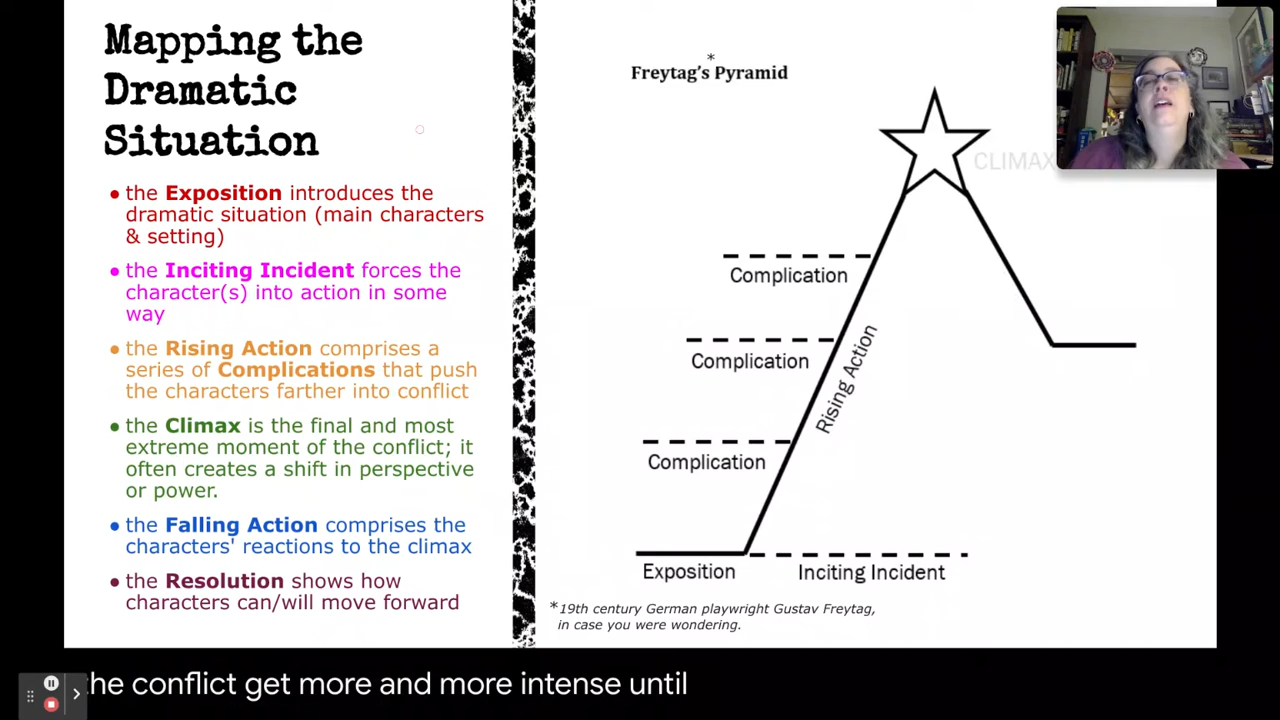 Mapping the
Dramatic
Situation
• the Exposition introduces the
dramatic situation (main characters
& setting)
• the Inciting Incident forces the
character(s) into action in some
way
• the Rising Action comprises a
series of Complications that push
the characters farther into conflict
• the Climax is the final and most
extreme moment of the conflict; it
often creates a shift in perspective
or power.
• the Falling Action comprises the
characters' reactions to the climax
• the Resolution shows how
characters can/will move forward
*
Freytag's Pyramid
CLIMAX
Complication
Complication
Rising Action
Complication
Exposition
Inciting Incident
*19th century German playwright Gustav Freytag,
in case you were wondering.
the conflict get more and more intense until